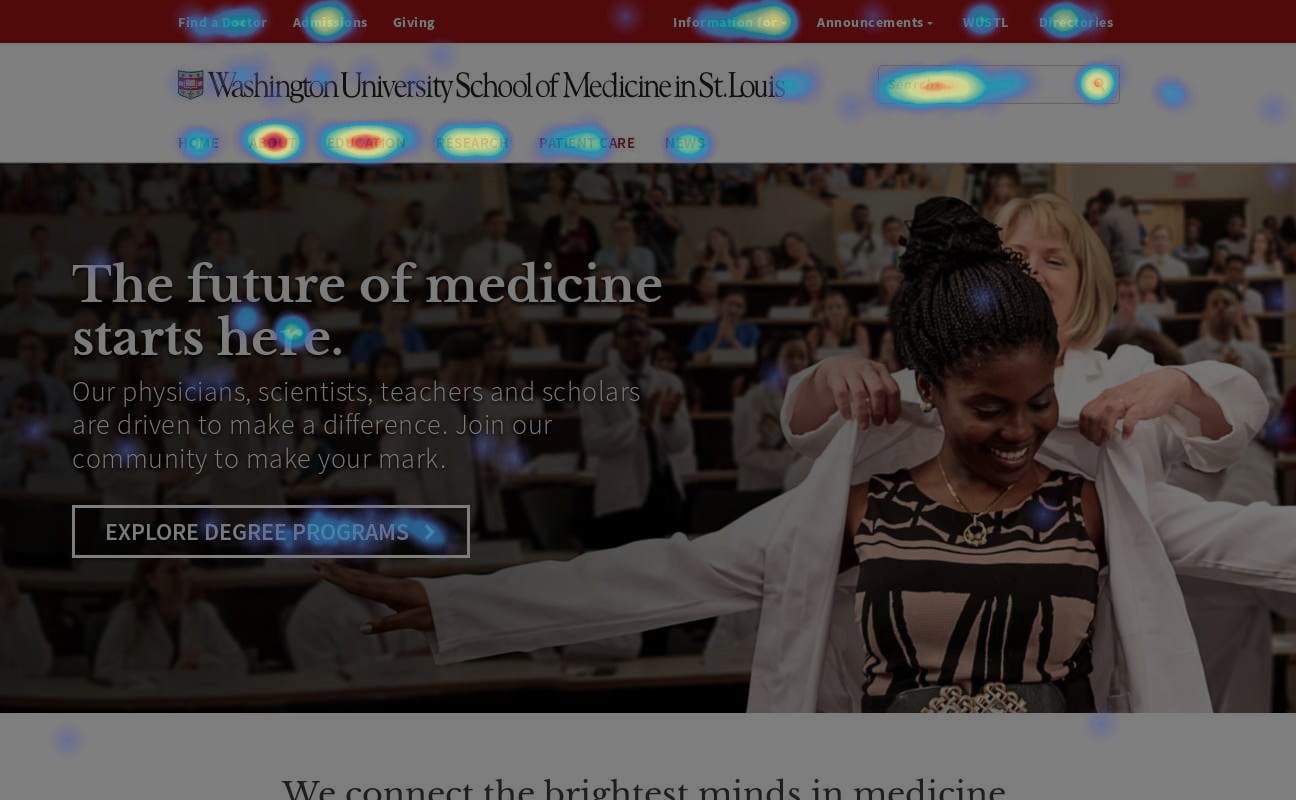 Find a Doctor Admissions Giving Information for Announcements WUSTL Directories
Washington University School of Medicine in St. Louis
Search...
HOME ABOUT EDUCATION RESEARCH PATIENT CARE NEWS
The future of medicine
starts here.
Our physicians, scientists, teachers and scholars
are driven to make a difference. Join our
community to make your mark.
EXPLORE DEGREE PROGRAMS
We connect the brightest minds in medicine